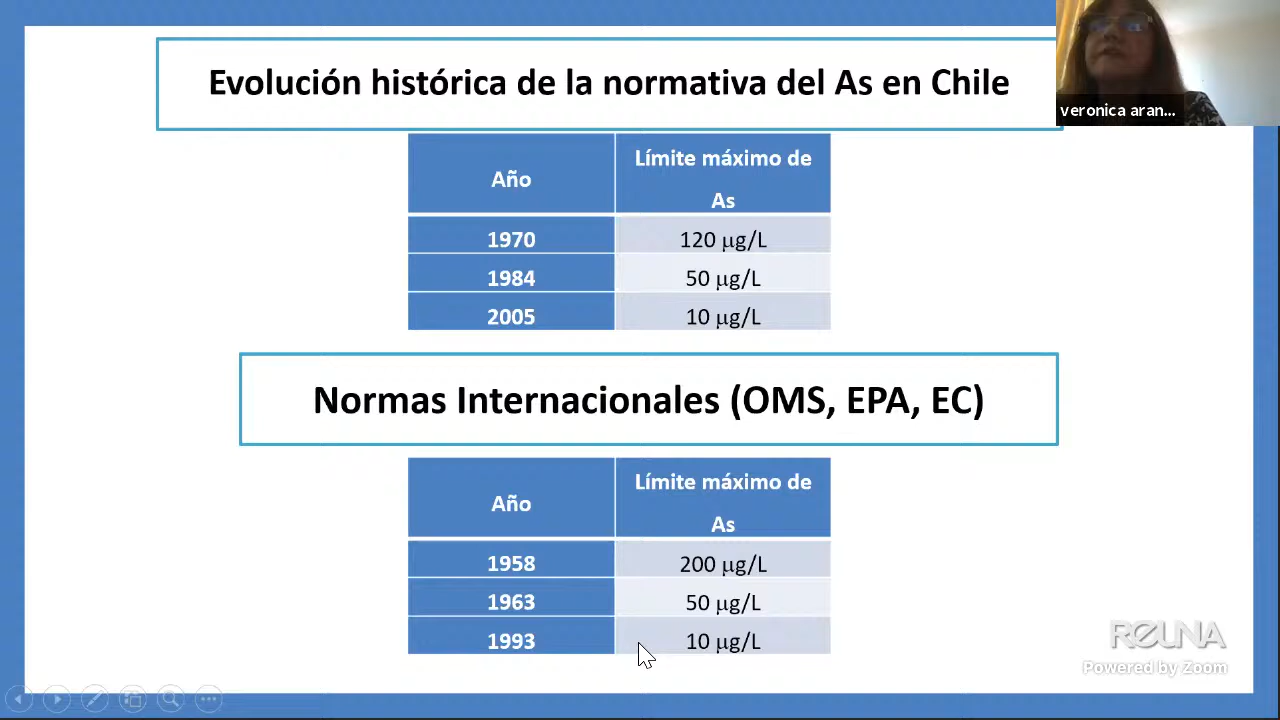 Evolución histórica de la normativa del As en Chile
veronica aran...
Año
Límite máximo de
As
1970
120 µg/L
1984
50 µg/L
2005
10 µg/L
Normas Internacionales (OMS, EPA, EC)
Año
Límite máximo de
As
1958
200 µg/L
1963
50 µg/L
1993
10 µg/L
REUNA
Powered by Zoom